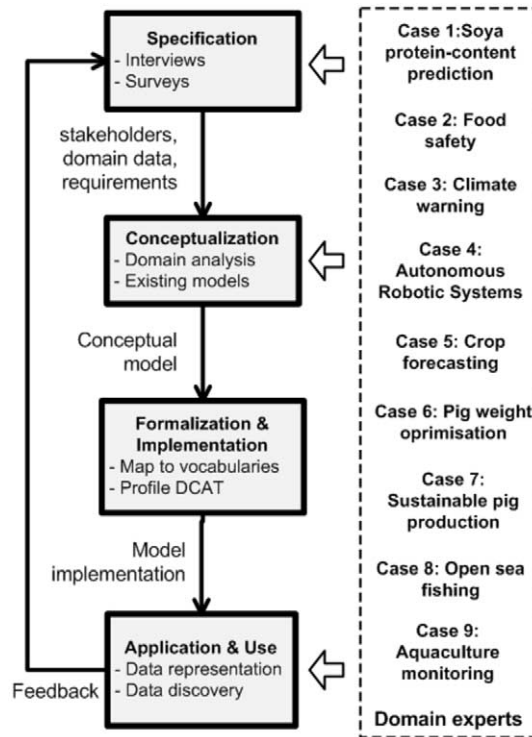 Specification
- Interviews
- Surveys
stakeholders,
domain data,
requirements
Conceptualization
- Domain analysis
- Existing models
Conceptual
model
Formalization &
Implementation
- Map to vocabularies
- Profile DCAT
Model
implementation
Application & Use
- Data representation
- Data discovery
Feedback
Case 1:Soya
protein-content
prediction
Case 2: Food
safety
Case 3: Climate
warning
Case 4:
Autonomous
Robotic Systems
Case 5: Crop
forecasting
Case 6: Pig weight
oprimisation
Case 7:
Sustainable pig
production
Case 8: Open sea
fishing
Case 9:
Aquaculture
monitoring
Domain experts